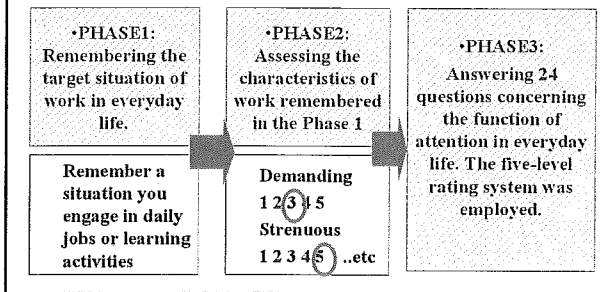 •PHASE1:
Remembering the
target situation of
work in everyday
life.
Remember a
situation you
engage in daily
jobs or learning
activities
•PHASE2:
Assessing the
characteristics of
work remembered
in the Phase 1
Demanding
1 2 3 4 5
Strenuous
1 2 3 4 5 ..etc
•PHASE3:
Answering 24
questions concerning
the function of
attention in everyday
life. The five-level
rating system was
employed.